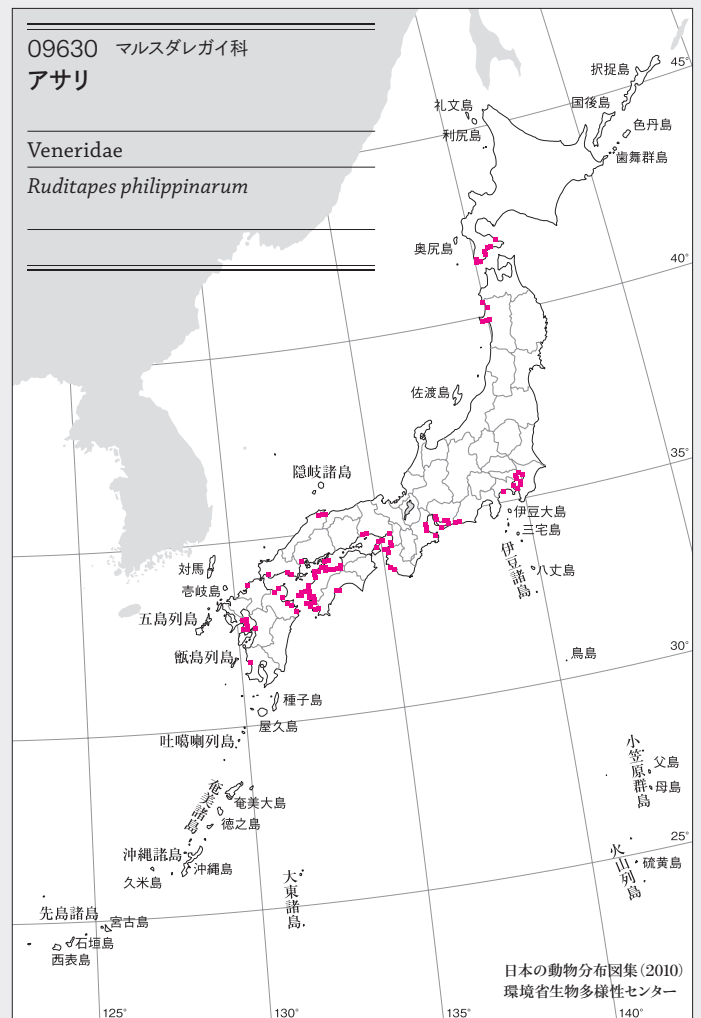 09630 マルスダレガイ科
アサリ
Veneridae
Ruditapes philippinarum
択捉島
45°
礼文島
国後島
利尻島
色丹島
歯舞群島
奥尻島
40°
佐渡島
35°
隠岐諸島
伊豆大島
三宅島
伊豆諸島
八丈島
対馬
壱岐島
五島列島
甑島列島
鳥島
30°
種子島
屋久島
吐噶喇列島
小笠原群島
父島
母島
奄美諸島
奄美大島
徳之島
25°
沖縄諸島
沖縄島
久米島
火山列島
硫黄島
大東諸島
先島諸島
宮古島
石垣島
西表島
日本の動物分布図集(2010)
環境省生物多様性センター
125°
130°
135°
140°